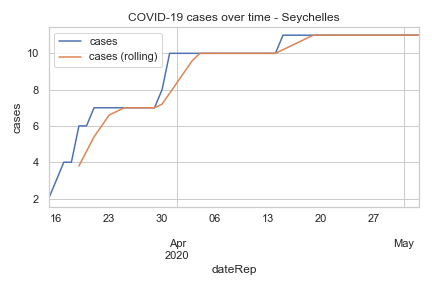 COVID-19 cases over time - Seychelles
cases
cases (rolling)
cases
10
8
6
4
2
16 23 30 06 13 20 27
Apr May
2020
dateRep